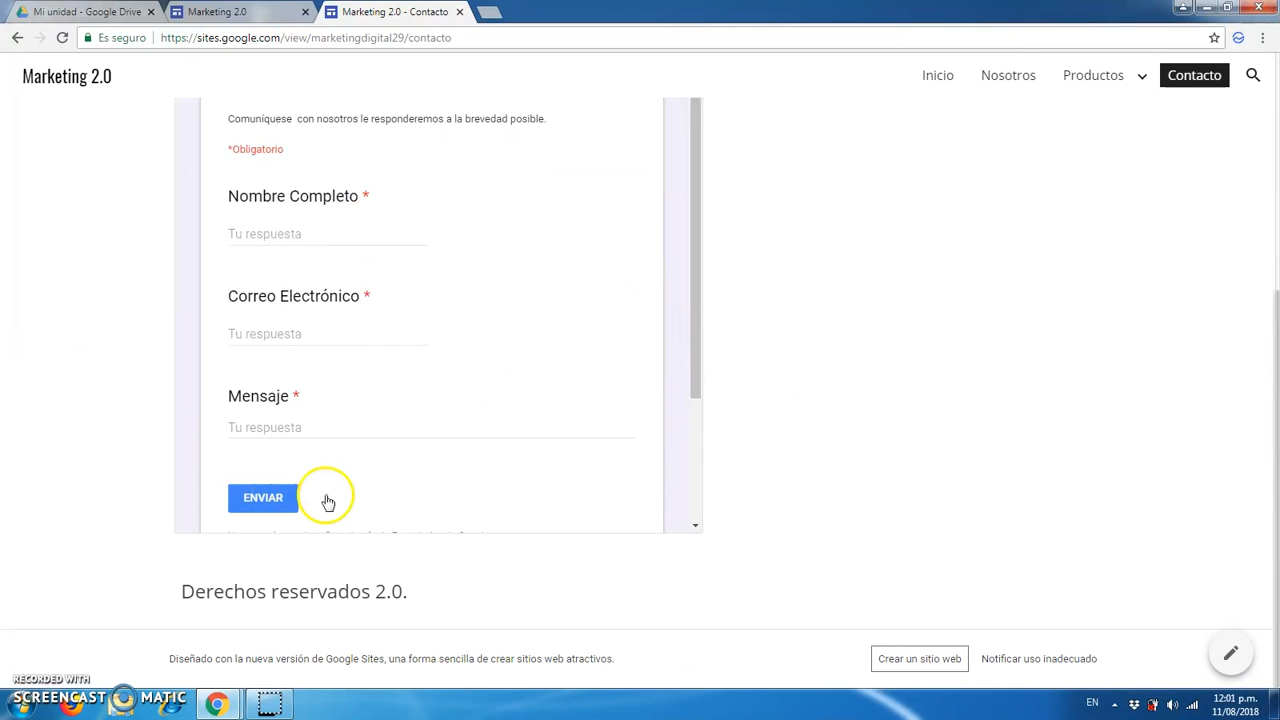 Mi unidad - Google Drive
Marketing 2.0
Marketing 2.0 - Contacto
Es seguro
https://sites.google.com/view/marketingdigital29/contacto
Marketing 2.0
Inicio
Nosotros
Productos
Contacto
Comuníquese con nosotros le responderemos a la brevedad posible.
*Obligatorio
Nombre Completo *
Tu respuesta
Correo Electrónico *
Tu respuesta
Mensaje *
Tu respuesta
ENVIAR
Derechos reservados 2.0.
Diseñado con la nueva versión de Google Sites, una forma sencilla de crear sitios web atractivos.
Crear un sitio web
Notificar uso inadecuado
RECORDED WITH
SCREENCAST MATIC
EN
12:01 p.m.
11/08/2018